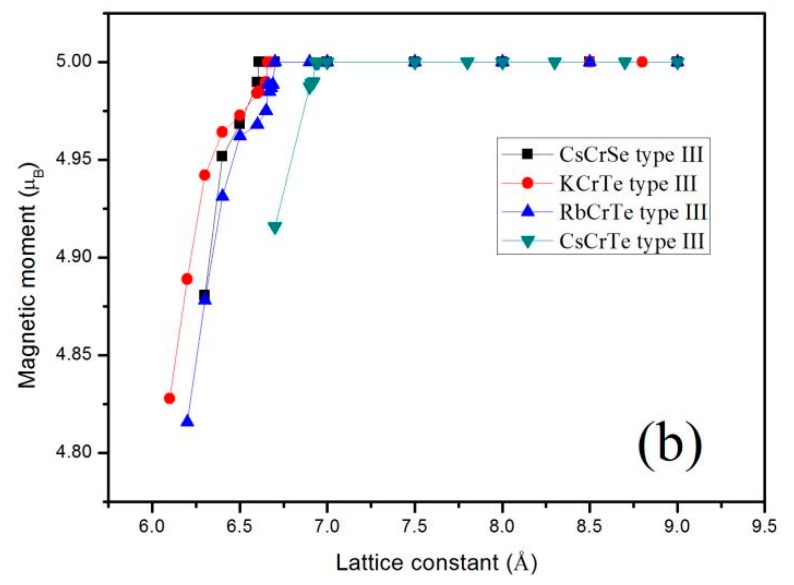 5.00
4.95
4.90
4.85
4.80
Magnetic moment (μB)
CsCrSe type III
KCrTe type III
RbCrTe type III
CsCrTe type III
(b)
6.0 6.5 7.0 7.5 8.0 8.5 9.0 9.5
Lattice constant (Å)